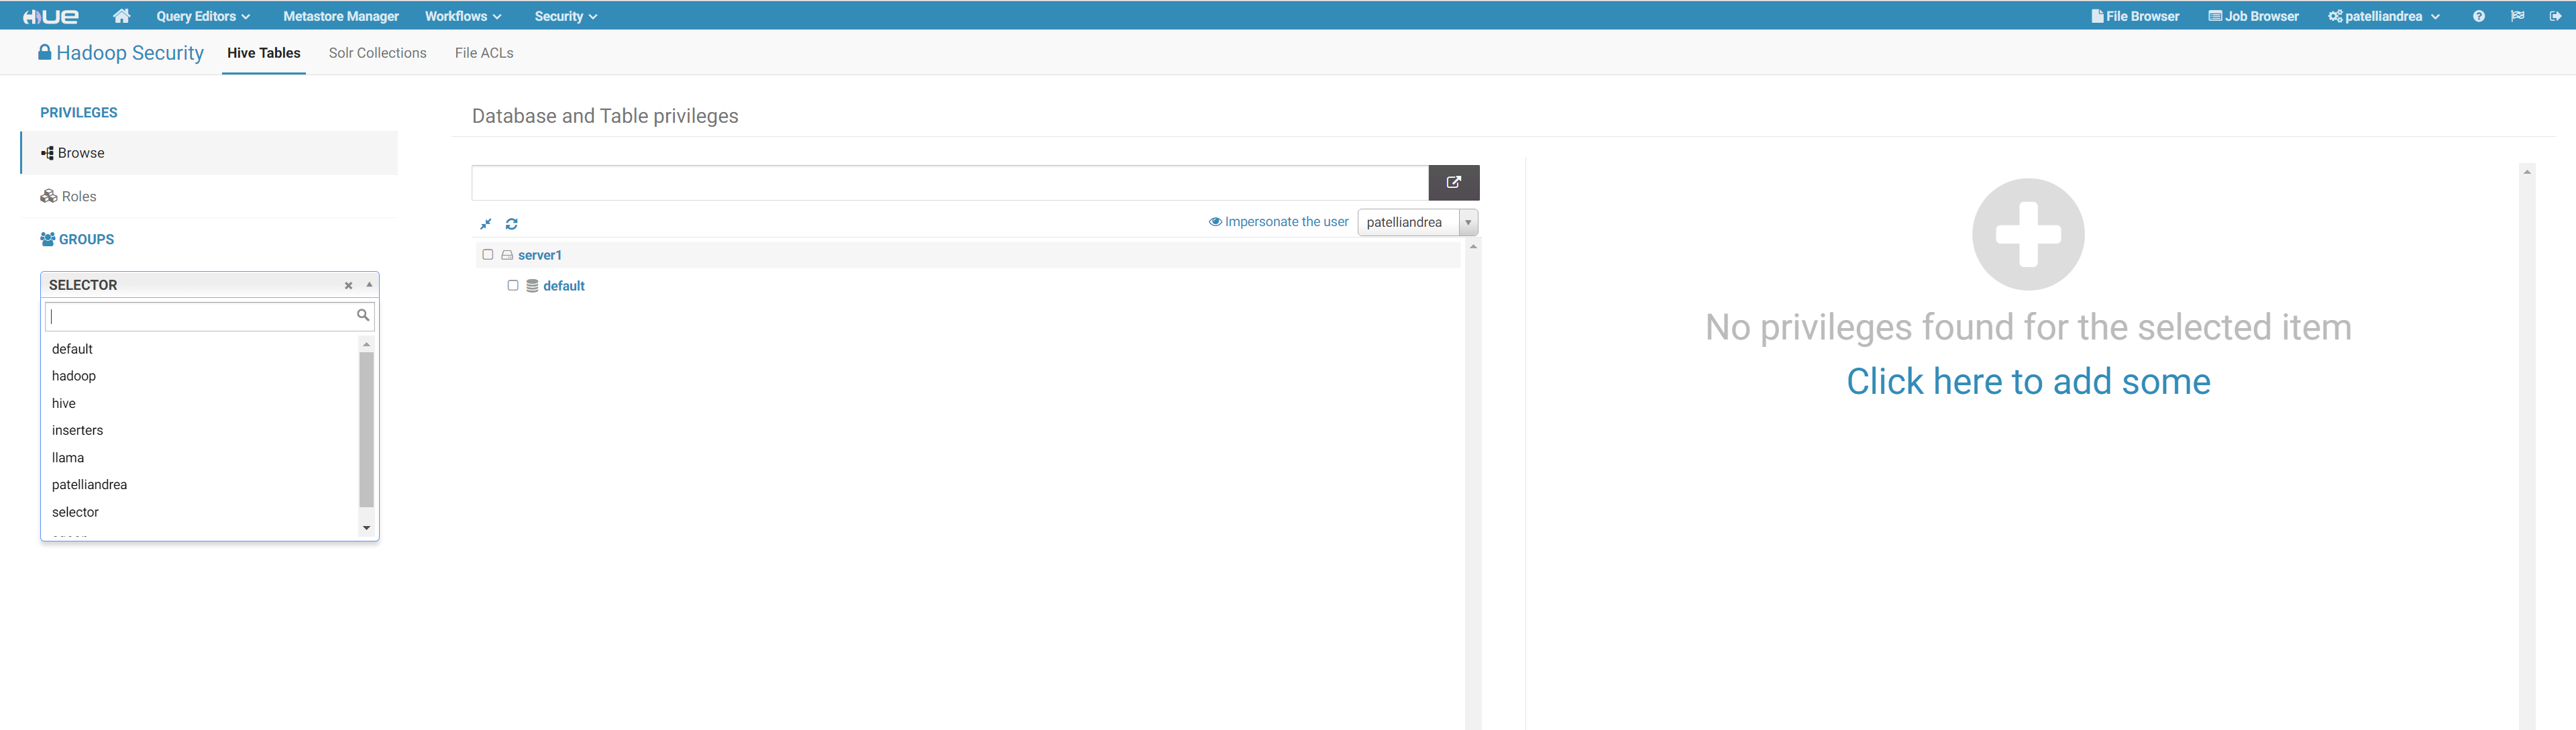 HUE Query Editors Metastore Manager Workflows Security File Browser Job Browser patelliandrea
Hadoop Security Hive Tables Solr Collections File ACLs
PRIVILEGES
Browse
Roles
GROUPS
SELECTOR
default
hadoop
hive
inserters
llama
patelliandrea
selector
Database and Table privileges
Impersonate the user patelliandrea
server1
default
No privileges found for the selected item
Click here to add some